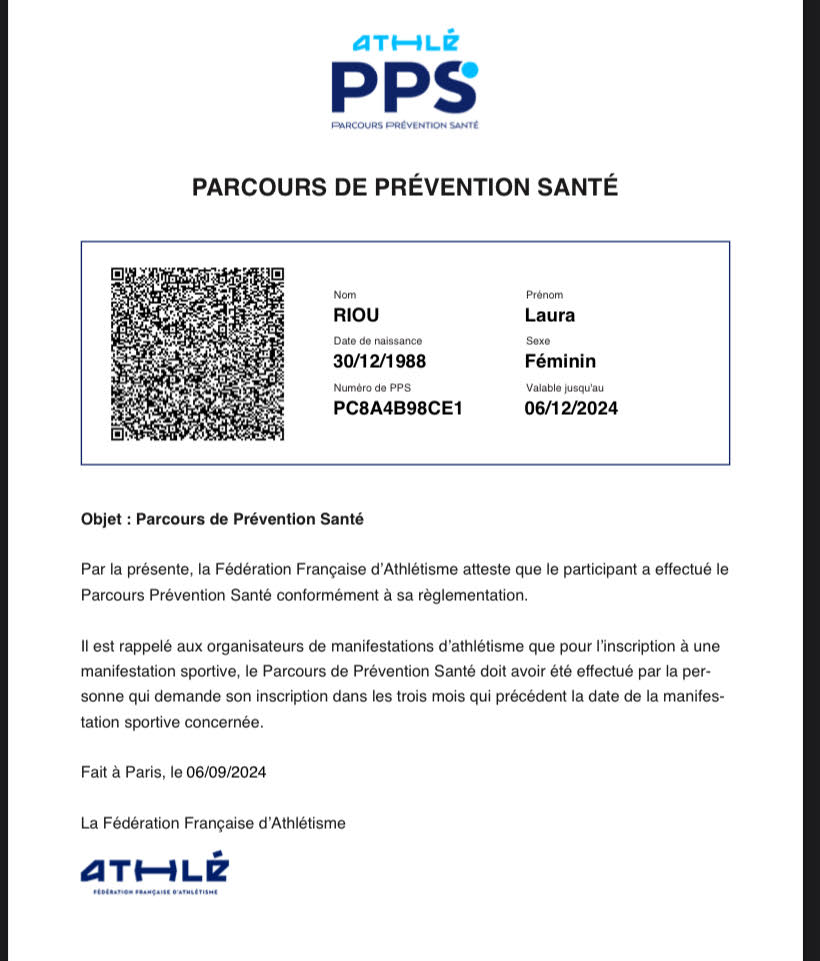 ATHLÉ
PPS
PARCOURS PRÉVENTION SANTÉ
PARCOURS DE PRÉVENTION SANTÉ
Nom
RIOU
Prénom
Laura
Date de naissance
30/12/1988
Sexe
Féminin
Numéro de PPS
PC8A4B98CE1
Valable jusqu'au
06/12/2024
Objet : Parcours de Prévention Santé
Par la présente, la Fédération Française d'Athlétisme atteste que le participant a effectué le
Parcours Prévention Santé conformément à sa règlementation.
Il est rappelé aux organisateurs de manifestations d'athlétisme que pour l'inscription à une
manifestation sportive, le Parcours de Prévention Santé doit avoir été effectué par la per-
sonne qui demande son inscription dans les trois mois qui précédent la date de la manifes-
tation sportive concernée.
Fait à Paris, le 06/09/2024
La Fédération Française d'Athlétisme
ATHLÉ
FÉDÉRATION FRANÇAISE D'ATHLÉTISME